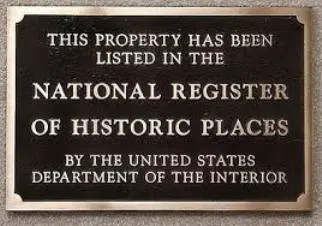 THIS PROPERTY HAS BEEN
LISTED IN THE
NATIONAL REGISTER
OF HISTORIC PLACES
BY THE UNITED STATES
DEPARTMENT OF THE INTERIOR